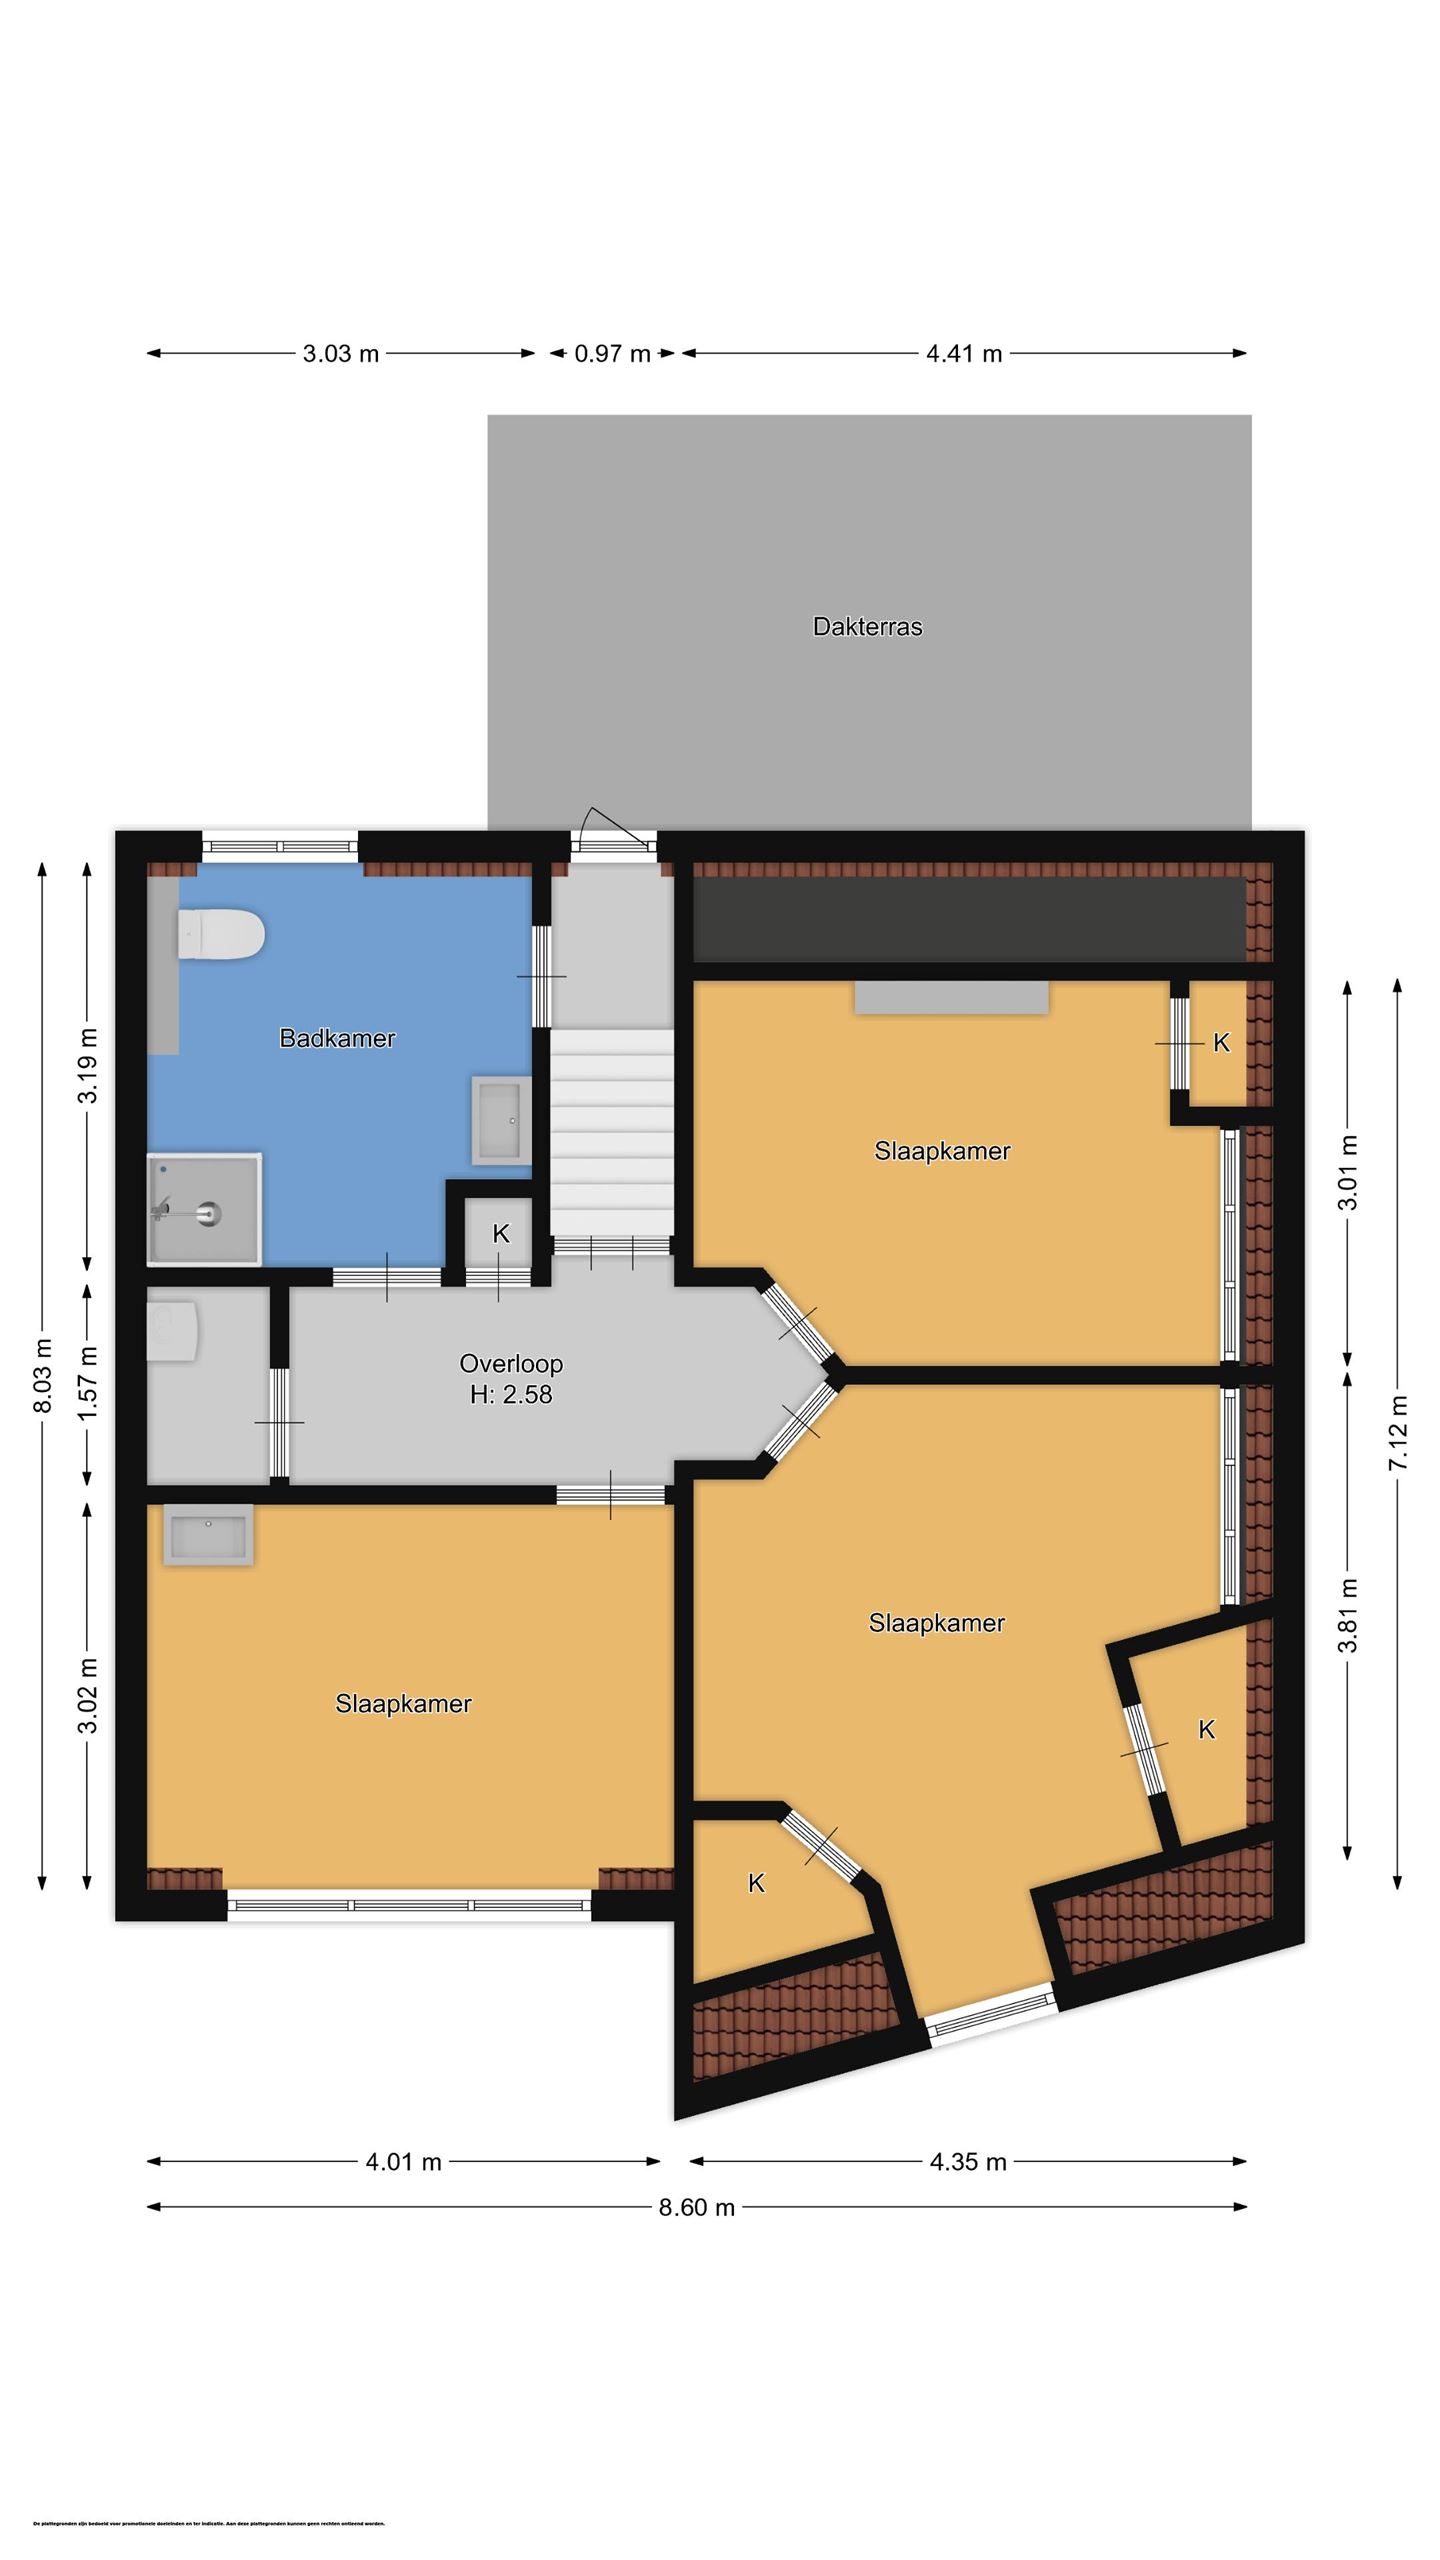 3.03 m
0.97 m
4.41 m
Dakterras
Badkamer
K
Slaapkamer
K
Overloop
H: 2.58
Slaapkamer
Slaapkamer
K
K
8.03 m
3.19 m
1.57 m
3.02 m
3.01 m
3.81 m
7.12 m
4.01 m
4.35 m
8.60 m
De plattegronden zijn bedoeld voor promotionele doeleinden en ter indicatie. Aan deze plattegronden kunnen geen rechten ontleend worden.